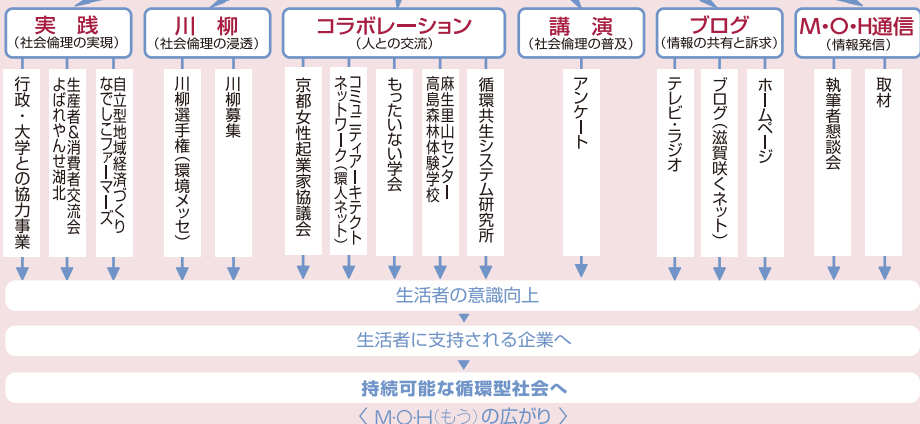 実践
（社会倫理の実現）
川柳
（社会倫理の浸透）
コラボレーション
（人との交流）
講演
（社会倫理の普及）
ブログ
（情報の共有と訴求）
M・O・H通信
（情報発信）
自立型地域経済づくり
なでしこファーマーズ
生産者&消費者交流会
よばれやんせ湖北
行政・大学との協力事業
川柳募集
川柳選手権（環境メッセ）
循環共生システム研究所
麻生里山センター
高島森林体験学校
もったいない学会
コミュニティアーキテクト
ネットワーク（環人ネット）
京都女性起業家協議会
アンケート
ホームページ
ブログ（滋賀咲くネット）
テレビ・ラジオ
取材
執筆者懇談会
生活者の意識向上
生活者に支持される企業へ
持続可能な循環型社会へ
〈 M・O・H（もう）の広がり 〉